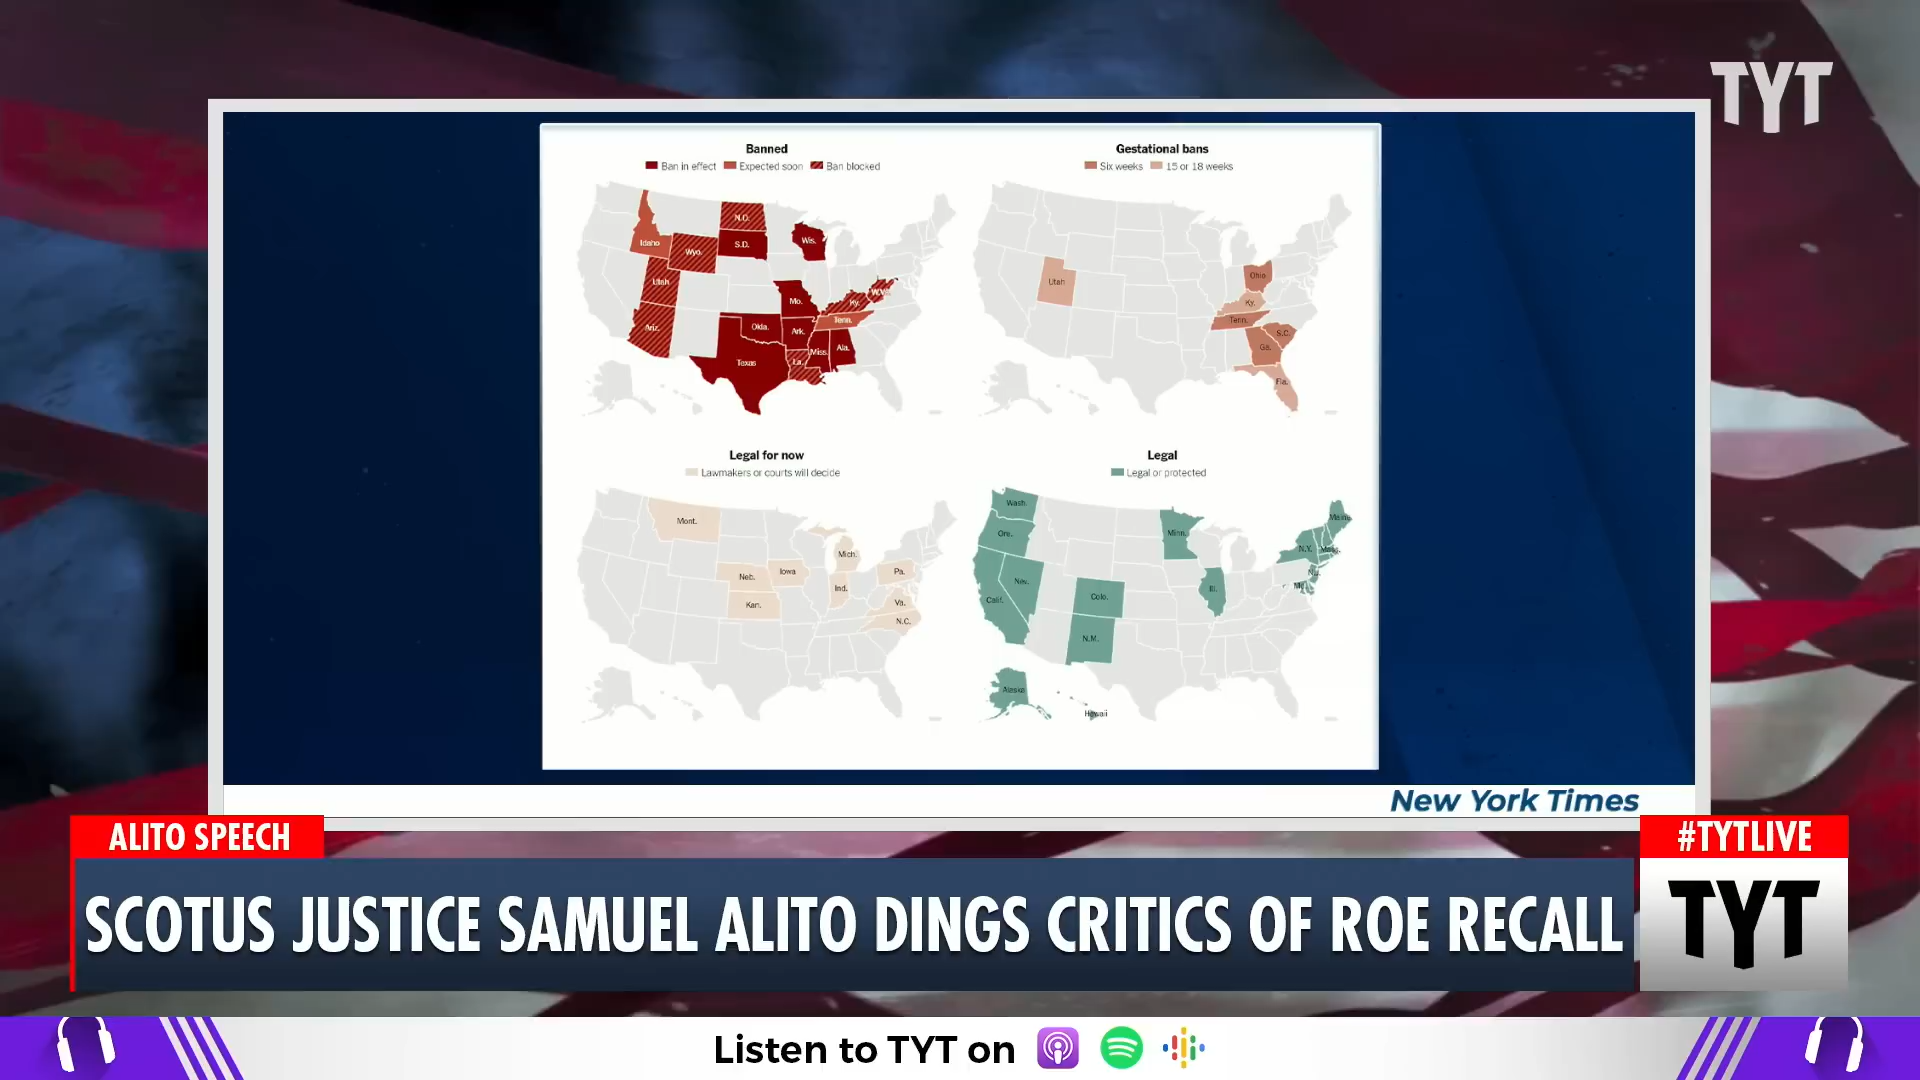 TYT
Banned
Ban in effect Expected soon Ban blocked
Idaho
N.D.
S.D.
Wis.
Wyo.
Utah
Ariz.
Mo.
Ky.
W.V.
Okla.
Ark.
Tenn.
Texas
La.
Miss.
Ala.
Gestational bans
Six weeks 15 or 18 weeks
Utah
Ohio
Ky.
Tenn.
S.C.
Ga.
Fla.
Legal for now
Lawmakers or courts will decide
Mont.
Mich.
Neb.
Iowa
Ind.
Pa.
Kan.
Va.
N.C.
Legal
Legal or protected
Wash.
Ore.
Minn.
Maine
N.Y.
Mass.
Nev.
Calif.
Colo.
Ill.
N.J.
Md.
N.M.
Alaska
Hawaii
New York Times
ALITO SPEECH
#TYTLIVE
SCOTUS JUSTICE SAMUEL ALITO DINGS CRITICS OF ROE RECALL
TYT
Listen to TYT on